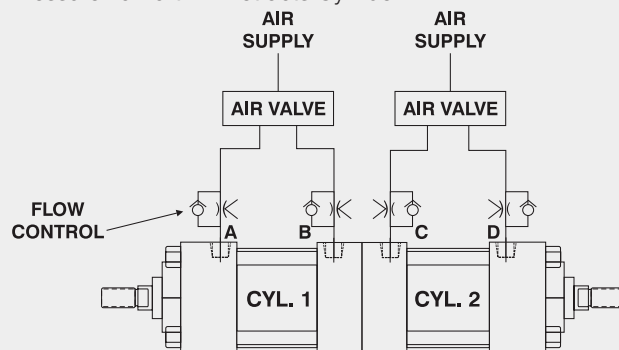 AIR
SUPPLY
AIR
SUPPLY
AIR VALVE
AIR VALVE
FLOW
CONTROL
A
B
C
D
CYL. 1
CYL. 2